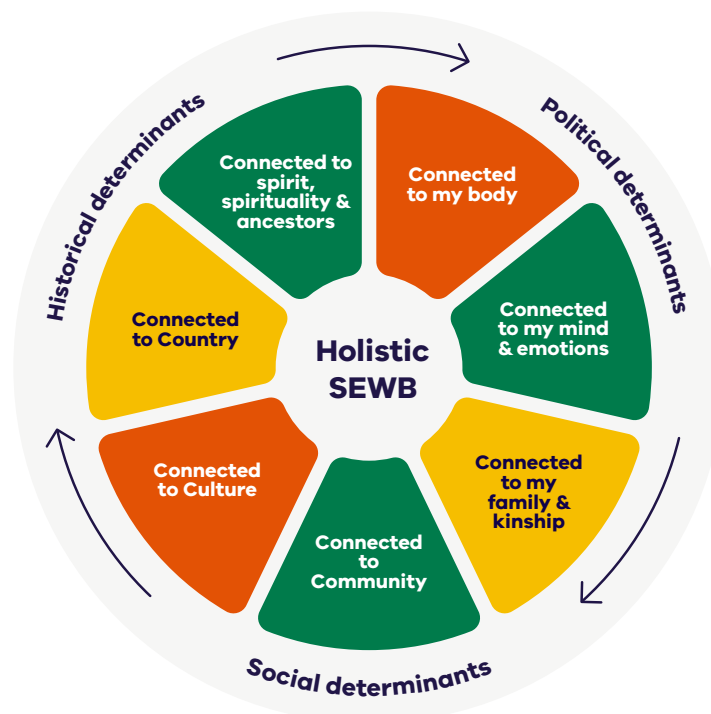 Historical determinants
Political determinants
Connected to
spirit,
spirituality &
ancestors
Connected
to my body
Connected
to Country
Connected
to my mind
& emotions
Holistic
SEWB
Connected
to Culture
Connected
to my
family &
kinship
Connected
to
Community
Social determinants